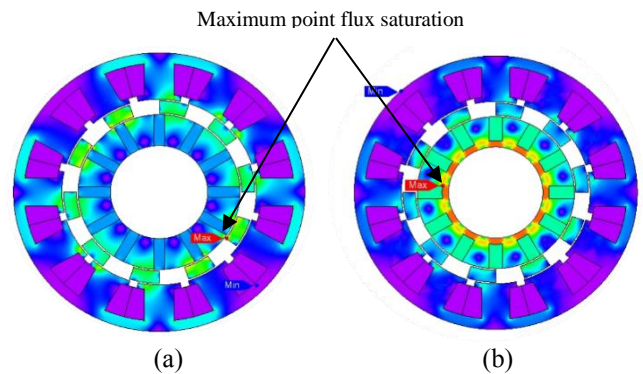 Maximum point flux saturation
Max
Min
(a)
Min
Max
(b)